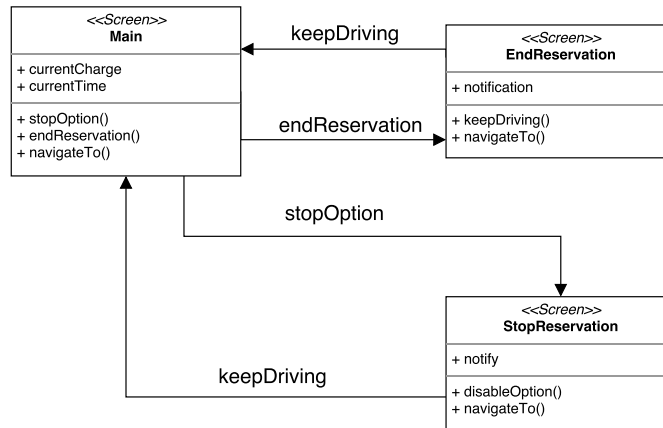 <<Screen>>
Main
+ currentCharge
+ currentTime
+ stopOption()
+ endReservation()
+ navigateTo()
keepDriving
endReservation
<<Screen>>
EndReservation
+ notification
+ keepDriving()
+ navigateTo()
stopOption
keepDriving
<<Screen>>
StopReservation
+ notify
+ disableOption()
+ navigateTo()